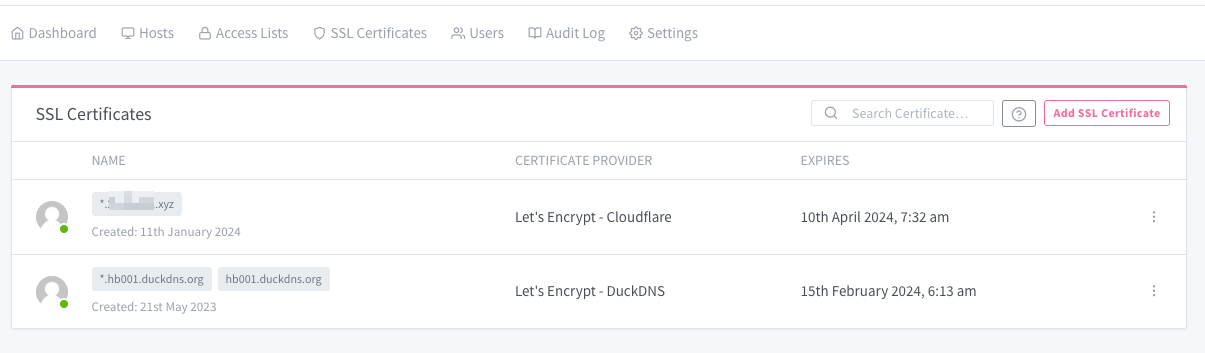 Dashboard Hosts Access Lists SSL Certificates Users Audit Log Settings
SSL Certificates Search Certificate… Add SSL Certificate
NAME CERTIFICATE PROVIDER EXPIRES
*. .xyz
Let's Encrypt - Cloudflare 10th April 2024, 7:32 am
Created: 11th January 2024
*.hb001.duckdns.org hb001.duckdns.org
Let's Encrypt - DuckDNS 15th February 2024, 6:13 am
Created: 21st May 2023